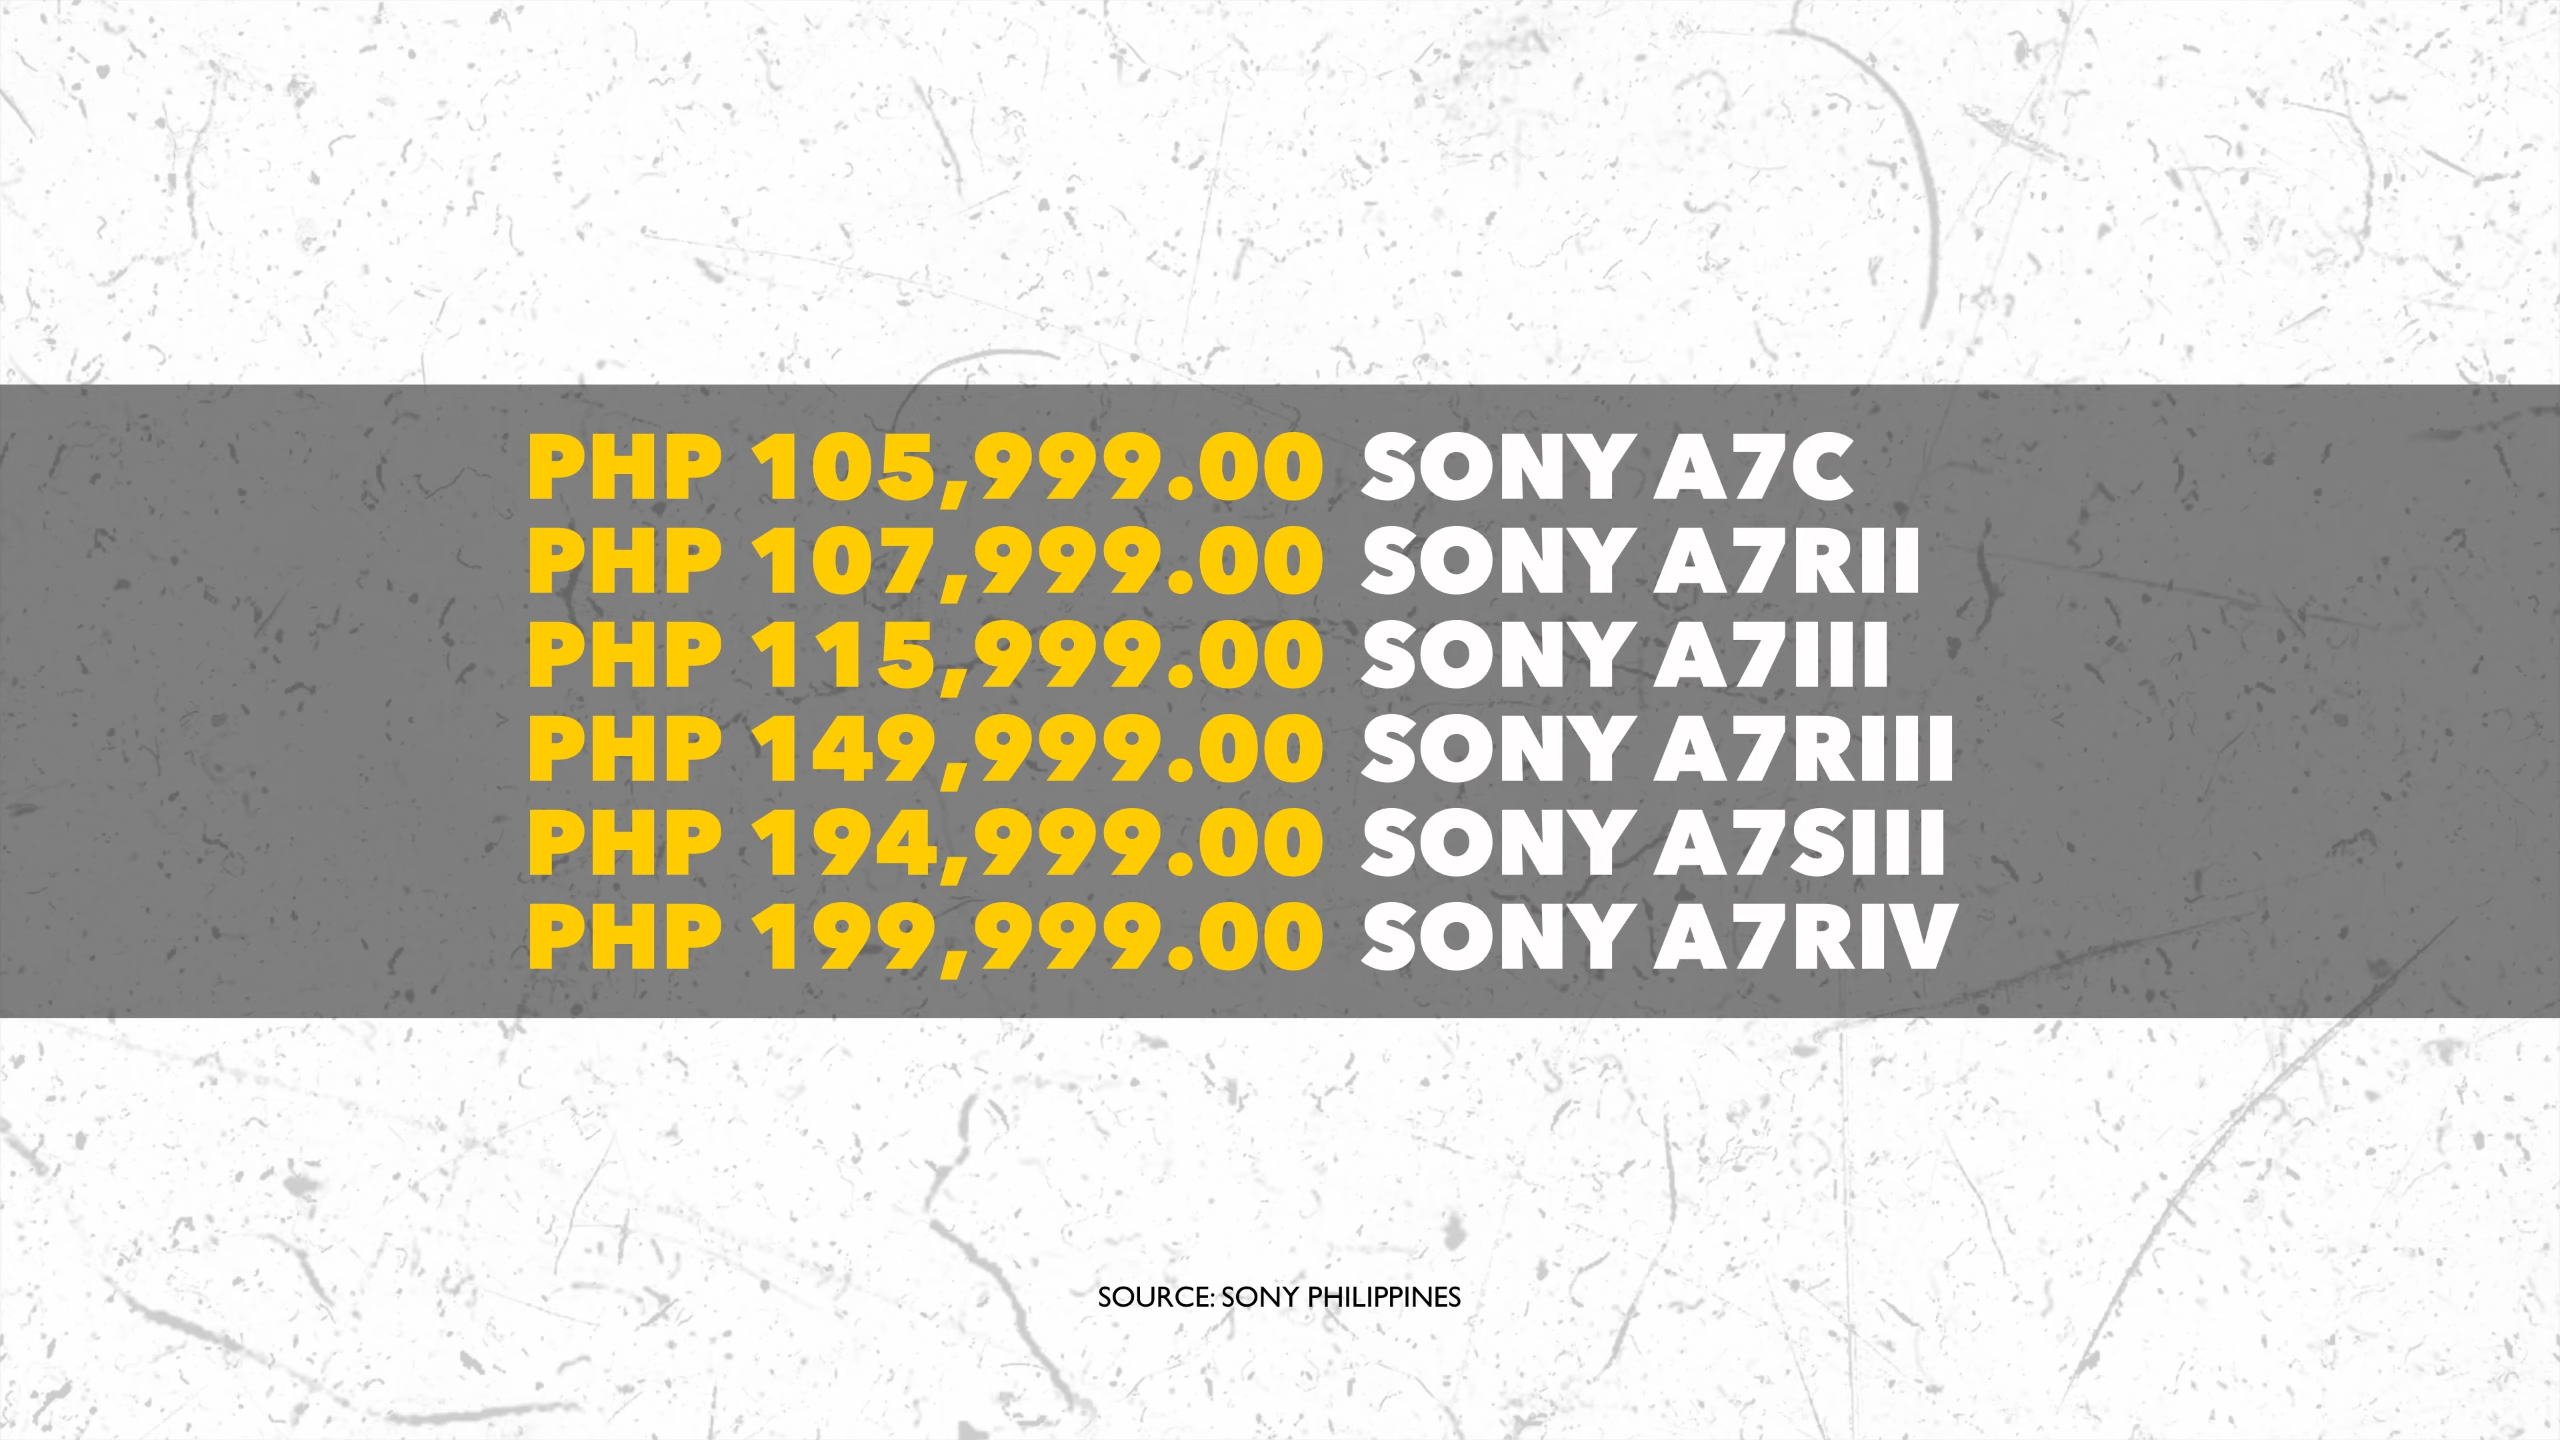 PHP 105,999.00 SONY A7C
PHP 107,999.00 SONY A7RII
PHP 115,999.00 SONY A7III
PHP 149,999.00 SONY A7RIII
PHP 194,999.00 SONY A7SIII
PHP 199,999.00 SONY A7RIV
SOURCE: SONY PHILIPPINES